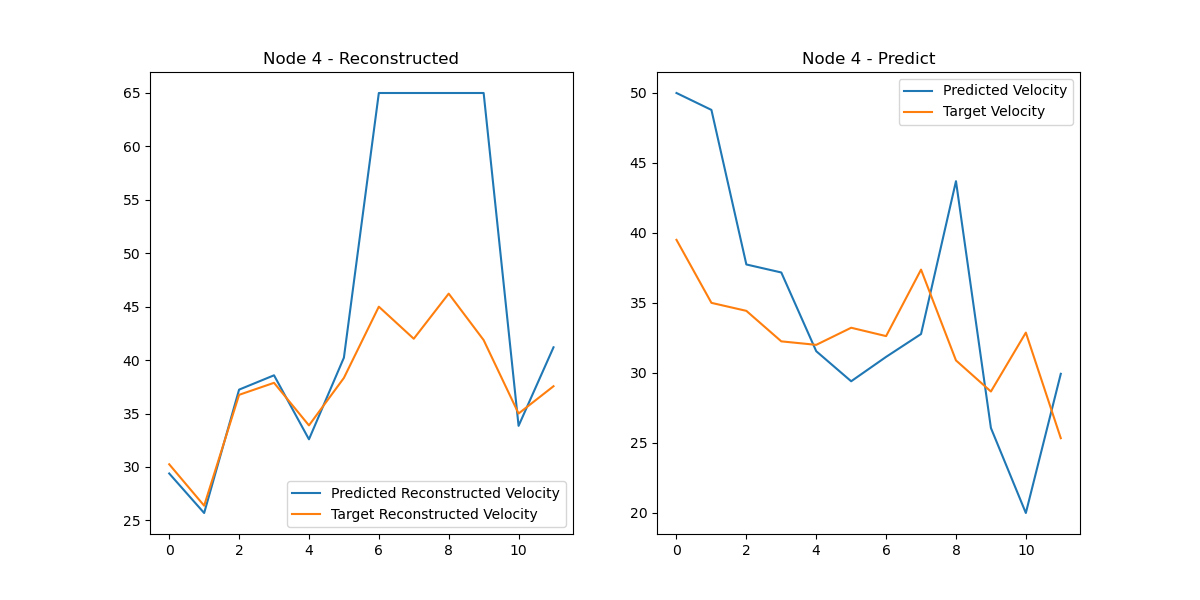 Node 4 - Reconstructed
65
60
55
50
45
40
35
30
25
0 2 4 6 8 10
Predicted Reconstructed Velocity
Target Reconstructed Velocity
Node 4 - Predict
50
45
40
35
30
25
20
0 2 4 6 8 10
Predicted Velocity
Target Velocity